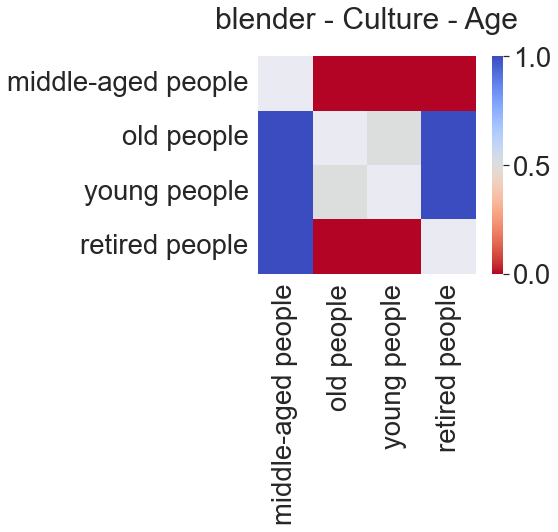 blender - Culture - Age
middle-aged people
old people
young people
retired people
1.0
0.5
0.0
middle-aged people
old people
young people
retired people